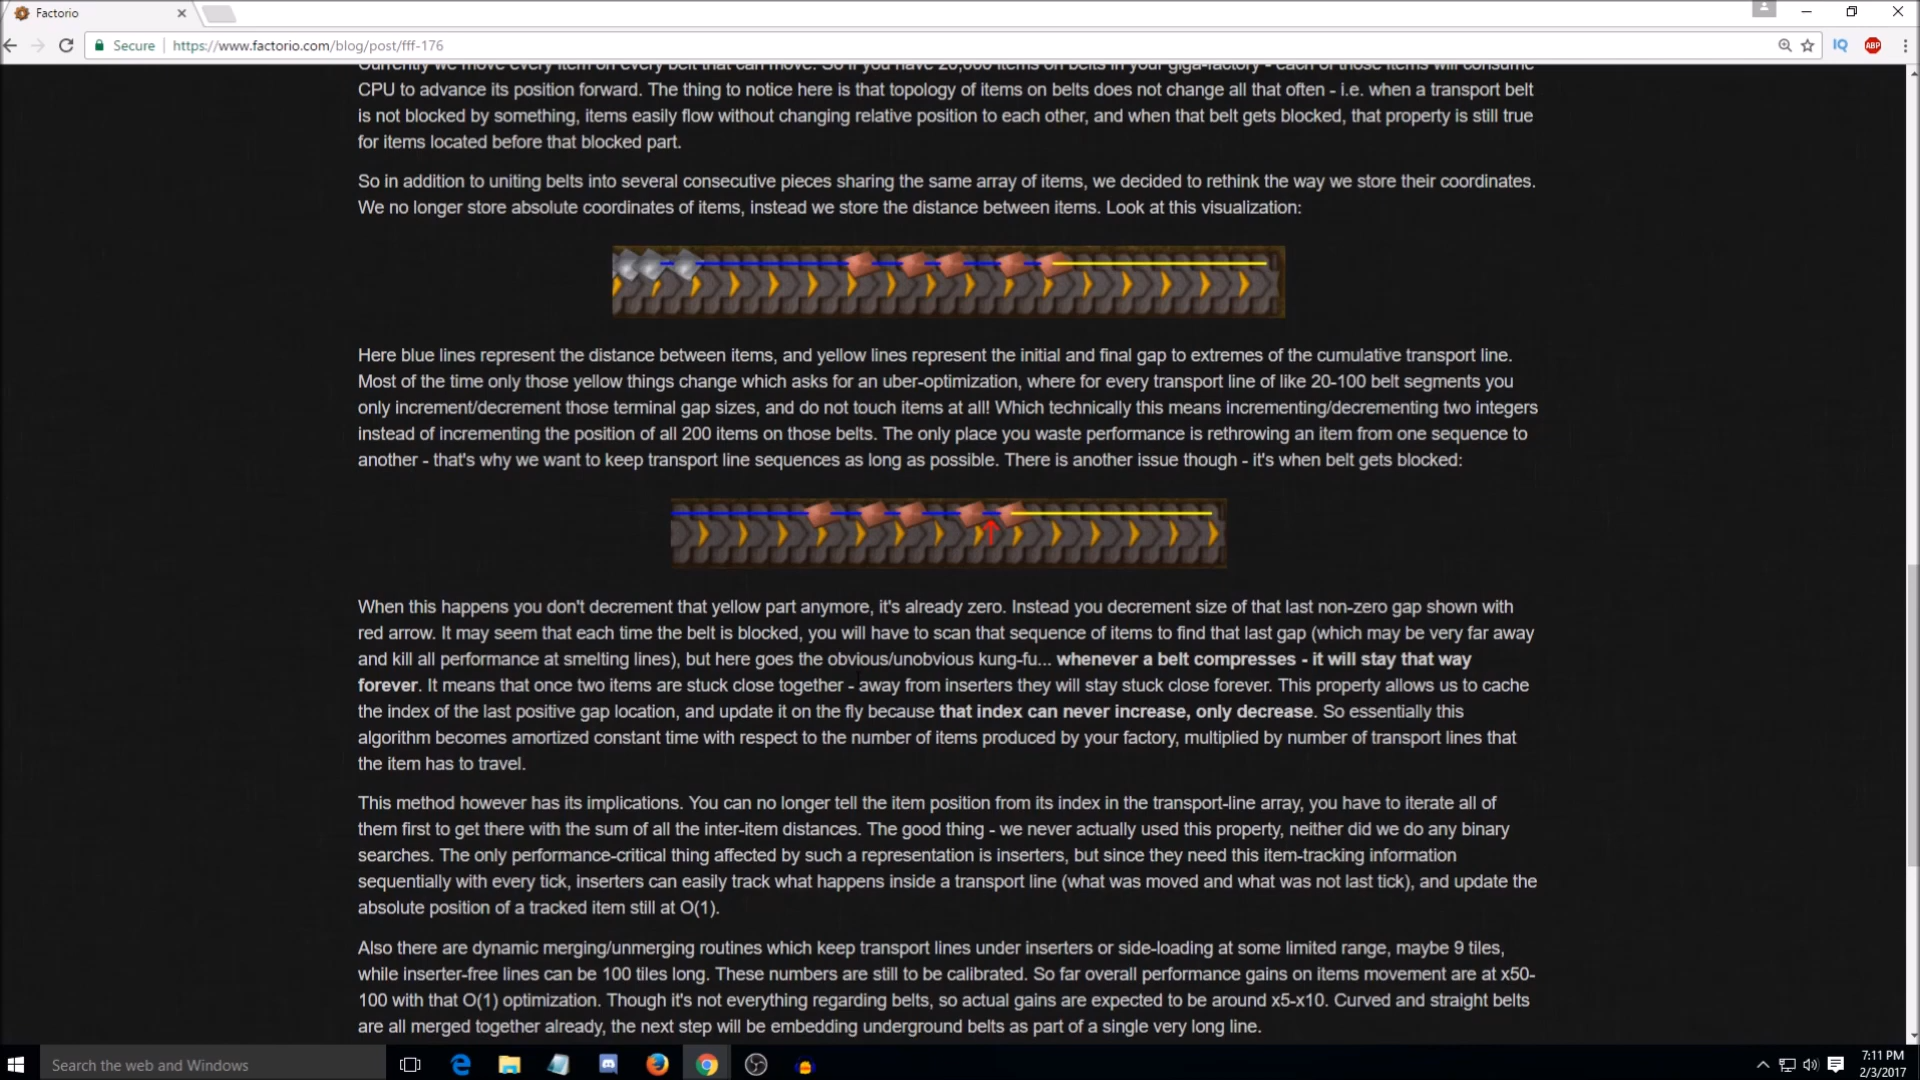 Factorio
Secure
https://www.factorio.com/blog/post/fff-176
IQ
ABP
Currently we move every item on every belt that can move. So if you have 20,000 items on belts in your giga-factory - each of those items will consume
CPU to advance its position forward. The thing to notice here is that topology of items on belts does not change all that often - i.e. when a transport belt
is not blocked by something, items easily flow without changing relative position to each other, and when that belt gets blocked, that property is still true
for items located before that blocked part.
So in addition to uniting belts into several consecutive pieces sharing the same array of items, we decided to rethink the way we store their coordinates.
We no longer store absolute coordinates of items, instead we store the distance between items. Look at this visualization:
Here blue lines represent the distance between items, and yellow lines represent the initial and final gap to extremes of the cumulative transport line.
Most of the time only those yellow things change which asks for an uber-optimization, where for every transport line of like 20-100 belt segments you
only increment/decrement those terminal gap sizes, and do not touch items at all! Which technically this means incrementing/decrementing two integers
instead of incrementing the position of all 200 items on those belts. The only place you waste performance is rethrowing an item from one sequence to
another - that's why we want to keep transport line sequences as long as possible. There is another issue though - it's when belt gets blocked:
When this happens you don't decrement that yellow part anymore, it's already zero. Instead you decrement size of that last non-zero gap shown with
red arrow. It may seem that each time the belt is blocked, you will have to scan that sequence of items to find that last gap (which may be very far away
and kill all performance at smelting lines), but here goes the obvious/unobvious kung-fu... whenever a belt compresses - it will stay that way
forever. It means that once two items are stuck close together - away from inserters they will stay stuck close forever. This property allows us to cache
the index of the last positive gap location, and update it on the fly because that index can never increase, only decrease. So essentially this
algorithm becomes amortized constant time with respect to the number of items produced by your factory, multiplied by number of transport lines that
the item has to travel.
This method however has its implications. You can no longer tell the item position from its index in the transport-line array, you have to iterate all of
them first to get there with the sum of all the inter-item distances. The good thing - we never actually used this property, neither did we do any binary
searches. The only performance-critical thing affected by such a representation is inserters, but since they need this item-tracking information
sequentially with every tick, inserters can easily track what happens inside a transport line (what was moved and what was not last tick), and update the
absolute position of a tracked item still at O(1).
Also there are dynamic merging/unmerging routines which keep transport lines under inserters or side-loading at some limited range, maybe 9 tiles,
while inserter-free lines can be 100 tiles long. These numbers are still to be calibrated. So far overall performance gains on items movement are at x50-
100 with that O(1) optimization. Though it's not everything regarding belts, so actual gains are expected to be around x5-x10. Curved and straight belts
are all merged together already, the next step will be embedding underground belts as part of a single very long line.
Search the web and Windows
7:11 PM
2/3/2017